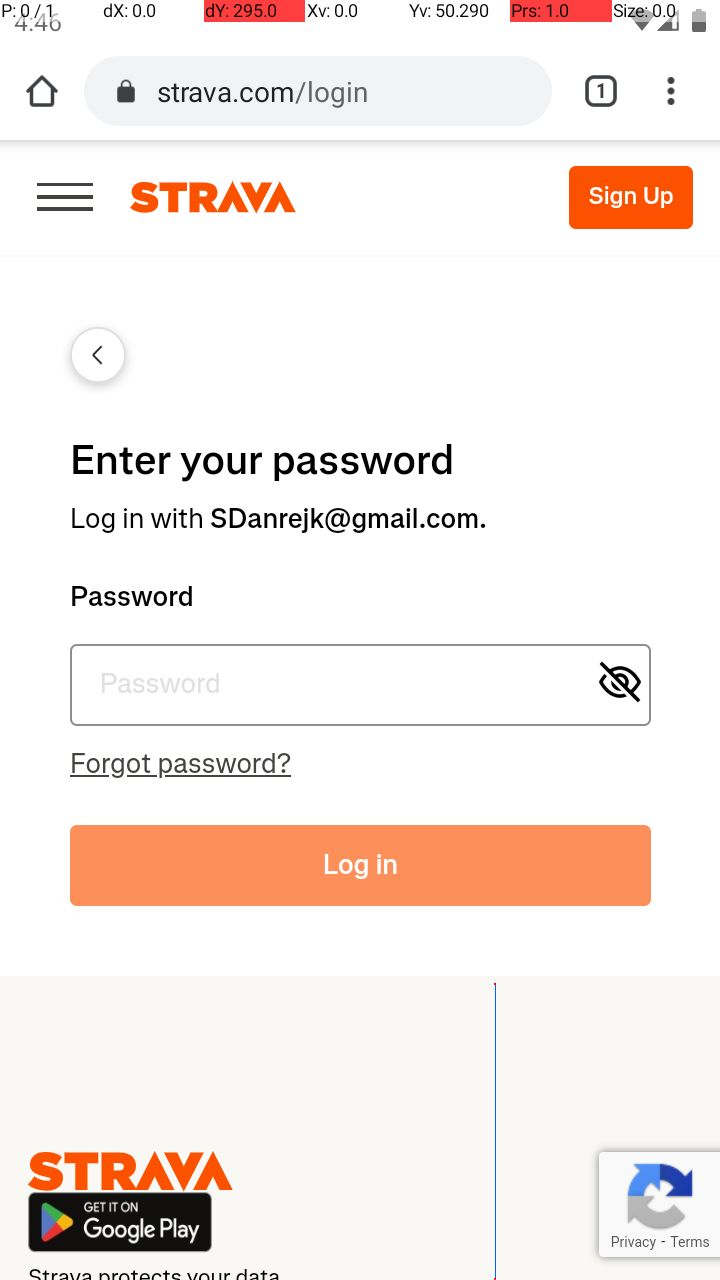 P: 0 / 1 dX: 0.0 dY: 295.0 Xv: 0.0 Yv: 50.290 Prs: 1.0 Size: 0.0
4:46
strava.com/login
1
STRAVA
Sign Up
Enter your password
Log in with SDanrejk@gmail.com.
Password
Password
Forgot password?
Log in
STRAVA
GET IT ON
Google Play
Privacy - Terms
Strava protects your data